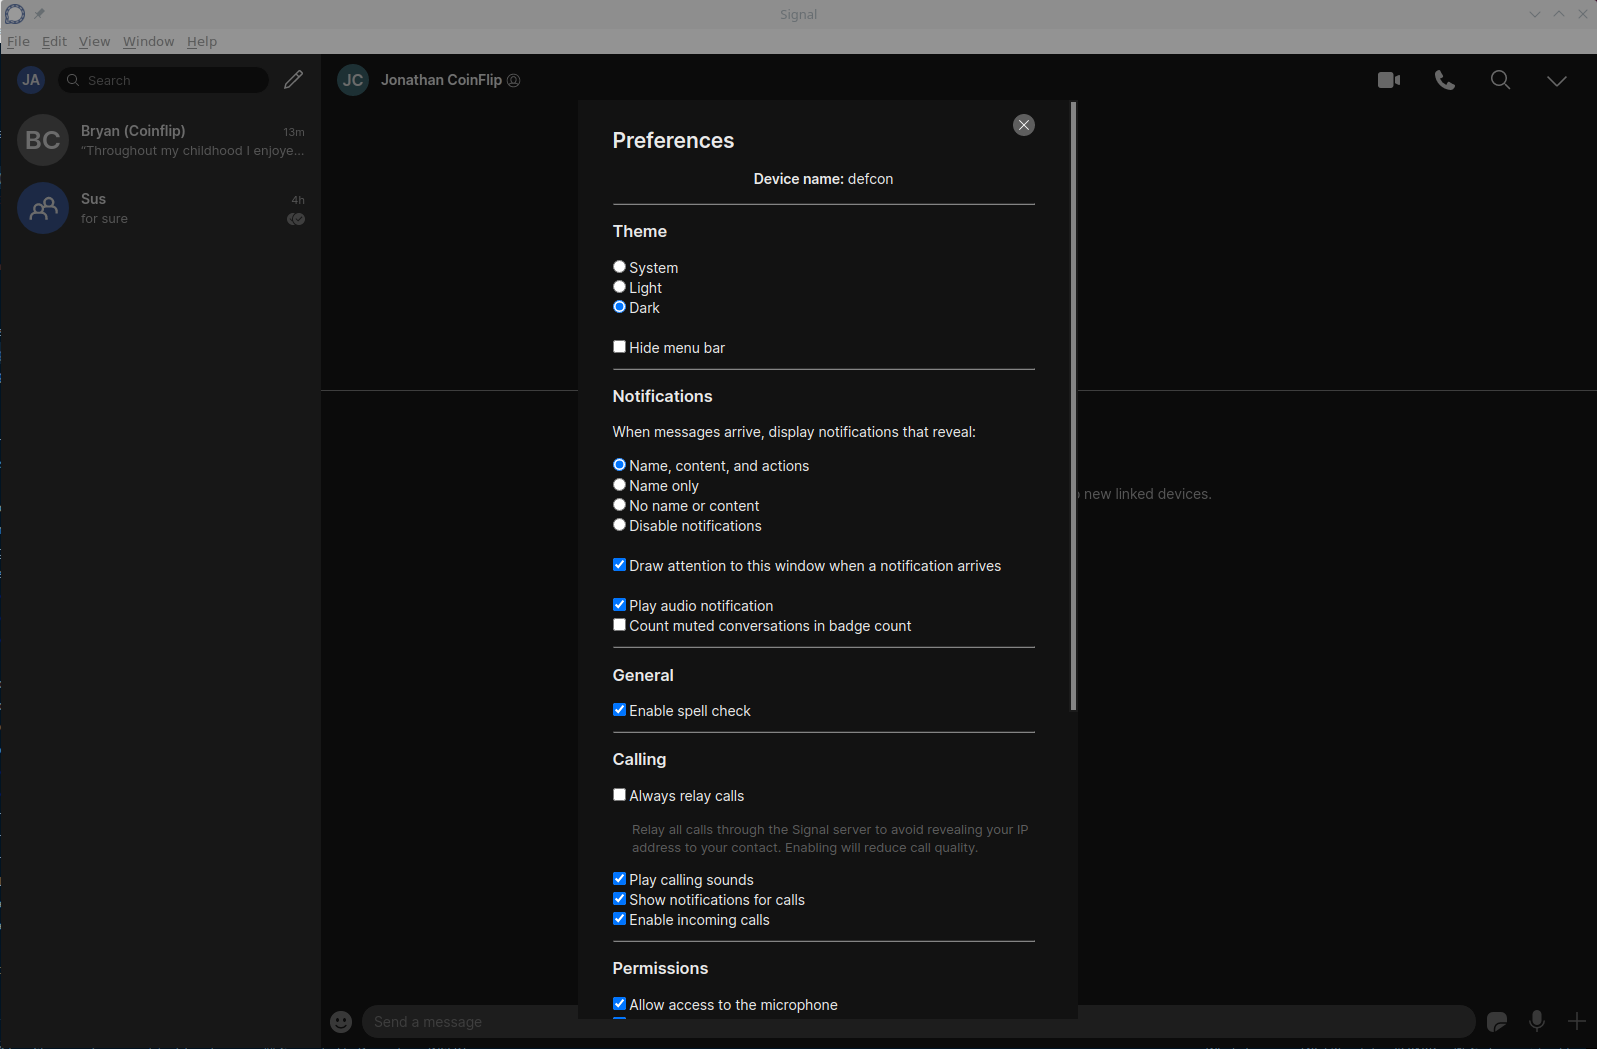 Signal
File Edit View Window Help
JA
Search
JC
Jonathan CoinFlip
BC
Bryan (Coinflip)
13m
"Throughout my childhood I enjoye...
Sus
4h
for sure
Preferences
Device name: defcon
Theme
System
Light
Dark
Hide menu bar
Notifications
When messages arrive, display notifications that reveal:
Name, content, and actions
Name only
No name or content
Disable notifications
Draw attention to this window when a notification arrives
Play audio notification
Count muted conversations in badge count
General
Enable spell check
Calling
Always relay calls
Relay all calls through the Signal server to avoid revealing your IP
address to your contact. Enabling will reduce call quality.
Play calling sounds
Show notifications for calls
Enable incoming calls
Permissions
Allow access to the microphone
new linked devices.
Send a message